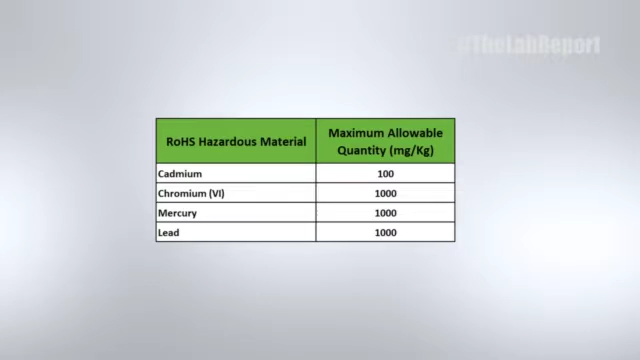 #TheLabReport
RoHS Hazardous Material
Maximum Allowable
Quantity (mg/Kg)
Cadmium 100
Chromium (VI) 1000
Mercury 1000
Lead 1000